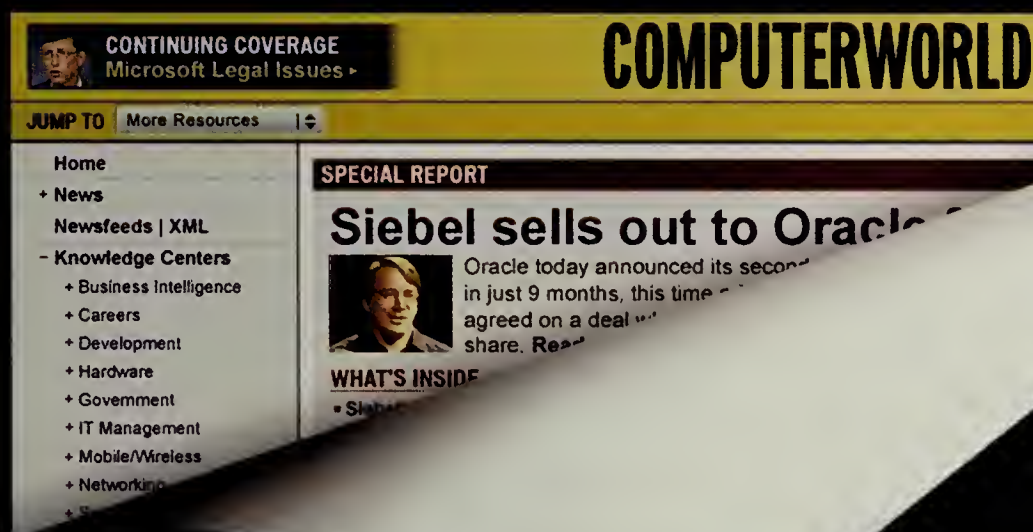 CONTINUING COVERAGE
Microsoft Legal Issues
COMPUTERWORLD
JUMP TO More Resources
Home
+ News
Newsfeeds | XML
- Knowledge Centers
+ Business Intelligence
+ Careers
+ Development
+ Hardware
+ Government
+ IT Management
+ Mobile/Wireless
+ Networking
SPECIAL REPORT
Siebel sells out to Oracle
Oracle today announced its second
in just 9 months, this time
agreed on a deal
share. Read
WHAT'S INSIDE